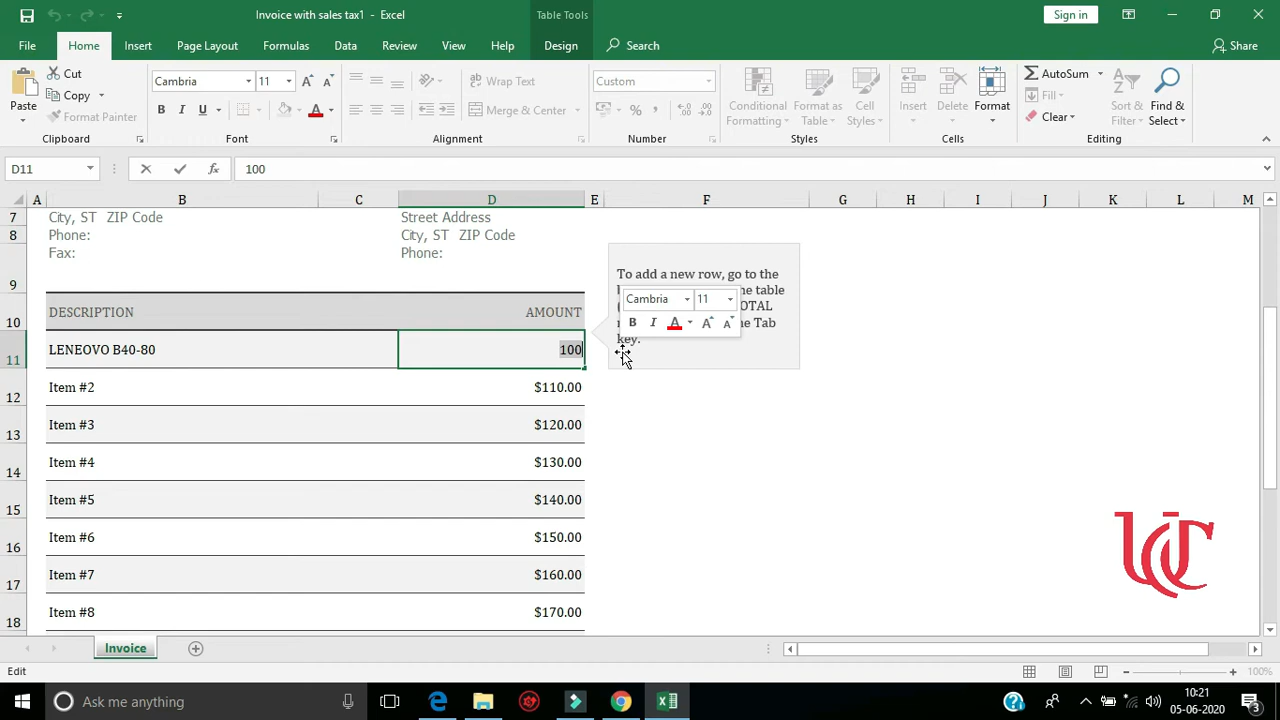 Invoice with sales tax1 - Excel
Table Tools
Sign in
File
Home
Insert
Page Layout
Formulas
Data
Review
View
Help
Design
Search
Share
Paste
Cut
Copy
Format Painter
Clipboard
Cambria
11
B I U
A
Font
Wrap Text
Merge & Center
Alignment
Custom
% ,
Number
Conditional
Formatting
Format as
Table
Cell
Styles
Styles
Insert
Delete
Format
Cells
AutoSum
Fill
Clear
Sort &
Filter
Find &
Select
Editing
D11
fx
100
A B C D E F G H I J K L M
7 City, ST ZIP Code Street Address
8 Phone: City, ST ZIP Code
9 Fax: Phone:
10 DESCRIPTION AMOUNT
11 LENEOVO B40-80 100
12 Item #2 $110.00
13 Item #3 $120.00
14 Item #4 $130.00
15 Item #5 $140.00
16 Item #6 $150.00
17 Item #7 $160.00
18 Item #8 $170.00
To add a new row, go to the
table
OTAL
Tab
key.
Cambria 11
B I A A A
UCC
Invoice
Edit
100%
Ask me anything
10:21
05-06-2020
3